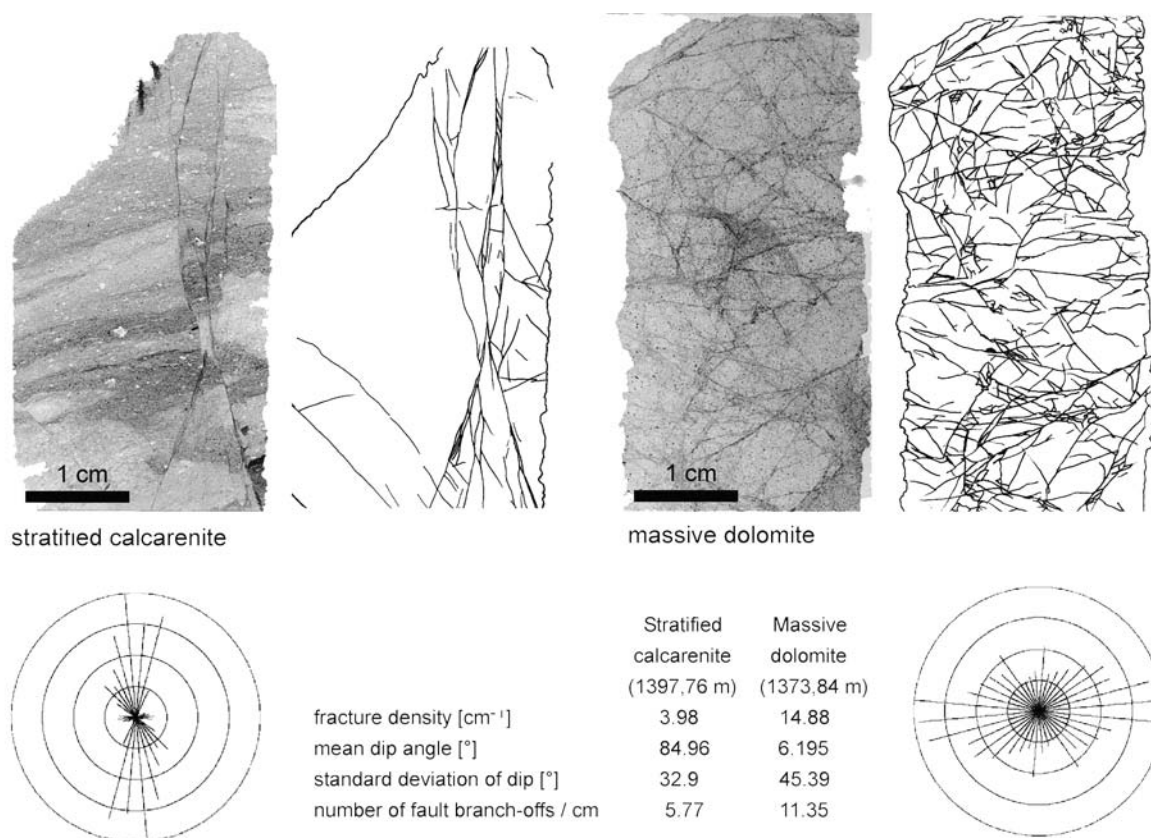 1 cm
1 cm
stratified calcarenite
massive dolomite
Stratified Massive
calcarenite dolomite
(1397,76 m) (1373,84 m)
fracture density [cm⁻¹] 3.98 14.88
mean dip angle [°] 84.96 6.195
standard deviation of dip [°] 32.9 45.39
number of fault branch-offs / cm 5.77 11.35